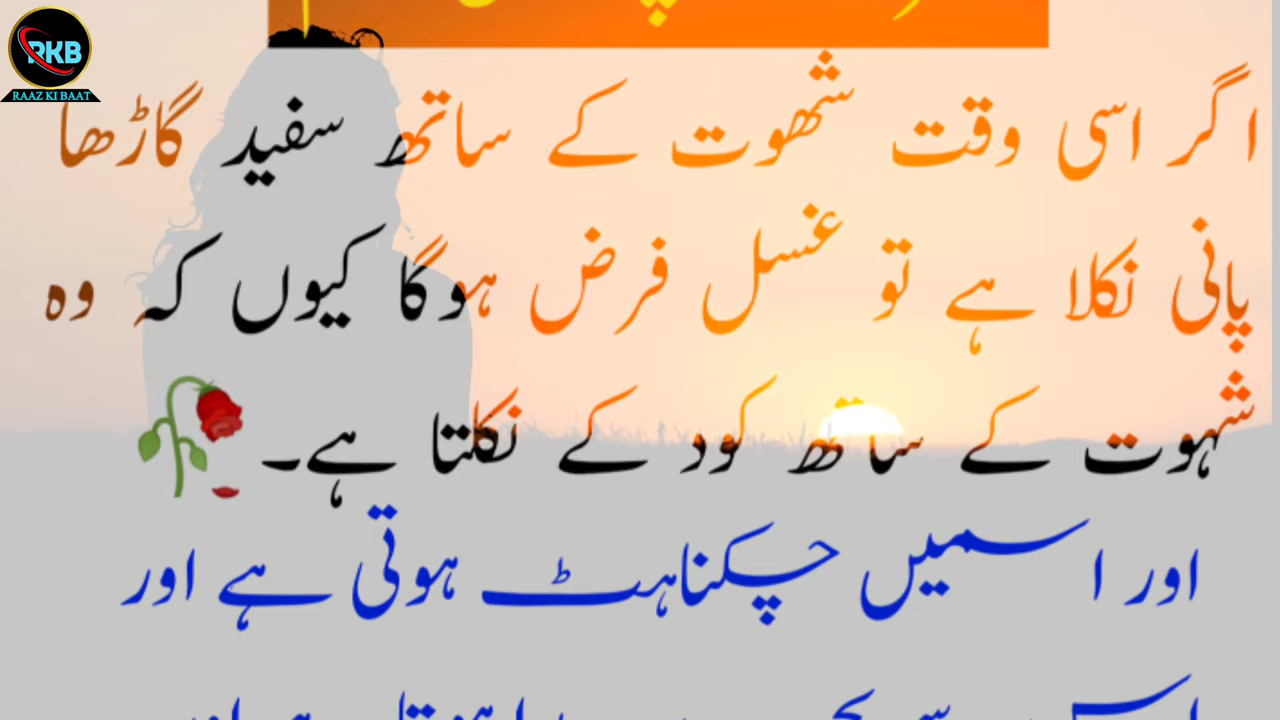 RKB
RAAZ KI BAAT
اگر اسی وقت شھوت کے ساتھ سفید گاڑھا
پانی نکلا ہے تو غسل فرض ہوگا کیوں کہ وہ
شہوت کے ساتھ کود کے نکلتا ہے۔
اور اسمیں چکناہٹ ہوتی ہے اور